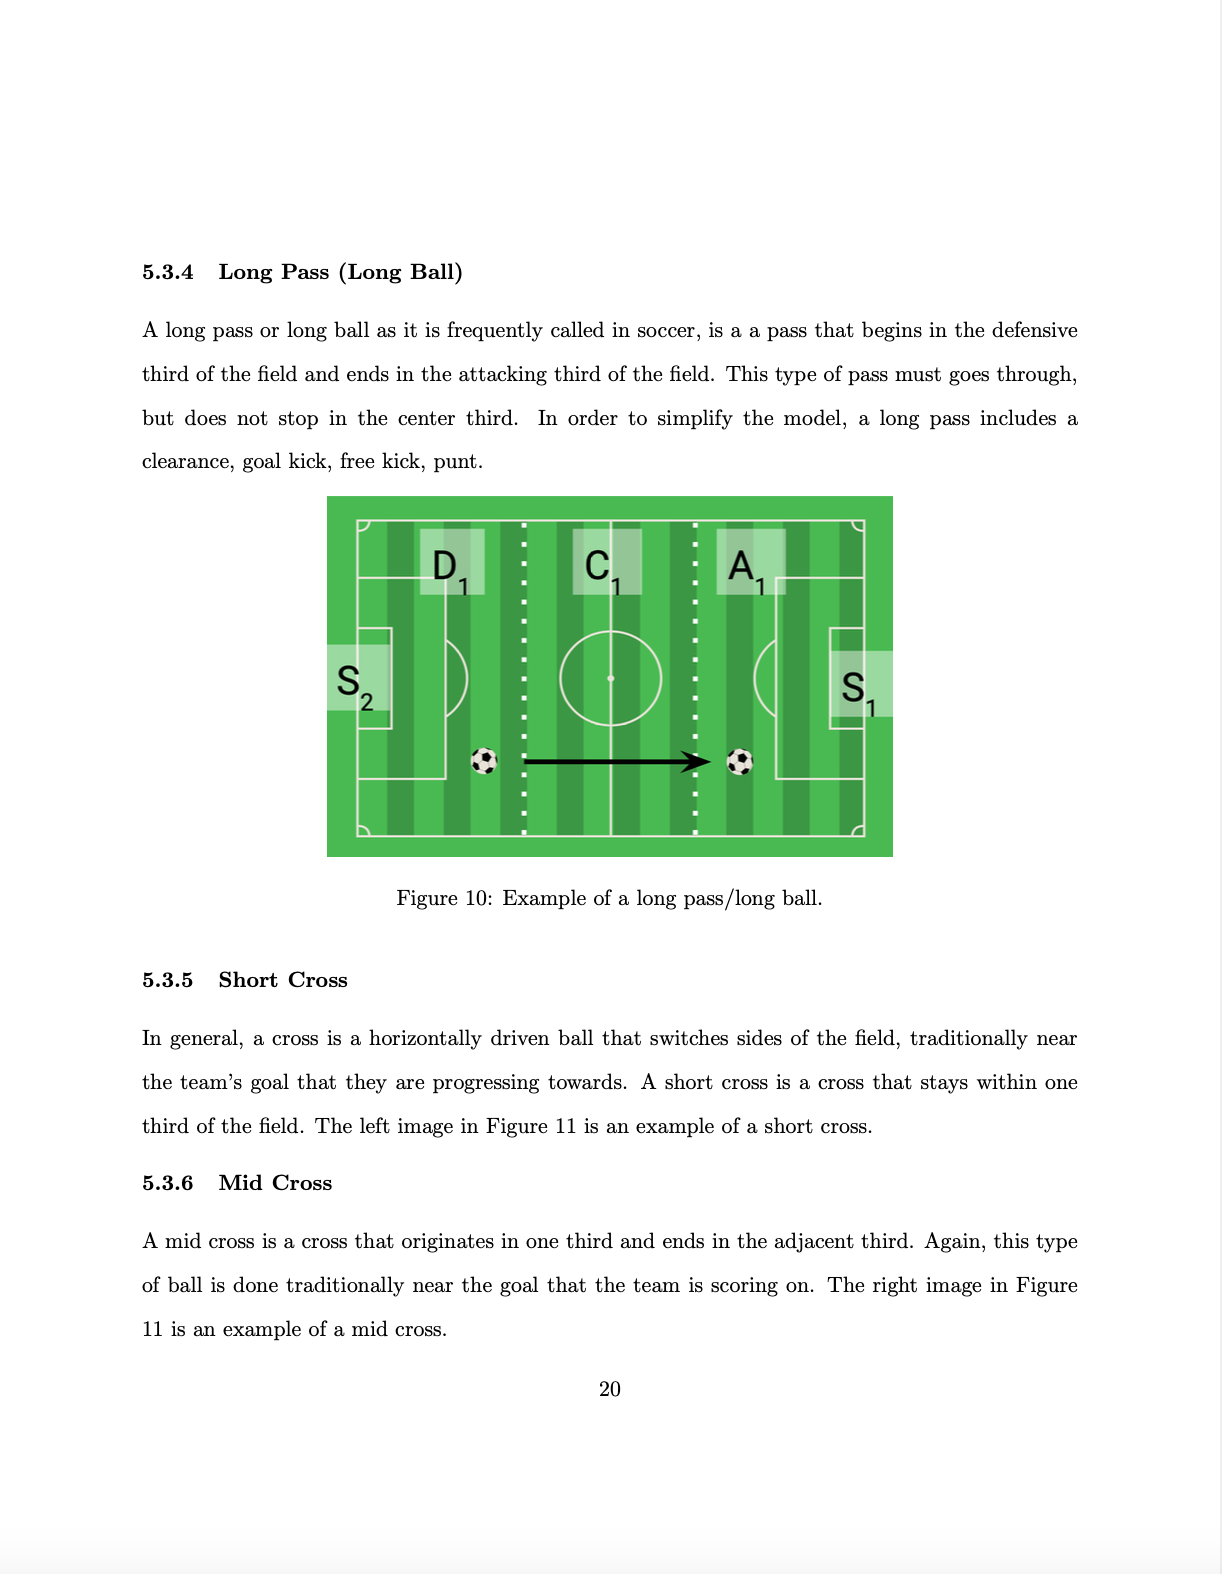 5.3.4 Long Pass (Long Ball)
A long pass or long ball as it is frequently called in soccer, is a a pass that begins in the defensive
third of the field and ends in the attacking third of the field. This type of pass must goes through,
but does not stop in the center third. In order to simplify the model, a long pass includes a
clearance, goal kick, free kick, punt.
D1 C1 A1
S2 S1
Figure 10: Example of a long pass/long ball.
5.3.5 Short Cross
In general, a cross is a horizontally driven ball that switches sides of the field, traditionally near
the team's goal that they are progressing towards. A short cross is a cross that stays within one
third of the field. The left image in Figure 11 is an example of a short cross.
5.3.6 Mid Cross
A mid cross is a cross that originates in one third and ends in the adjacent third. Again, this type
of ball is done traditionally near the goal that the team is scoring on. The right image in Figure
11 is an example of a mid cross.
20